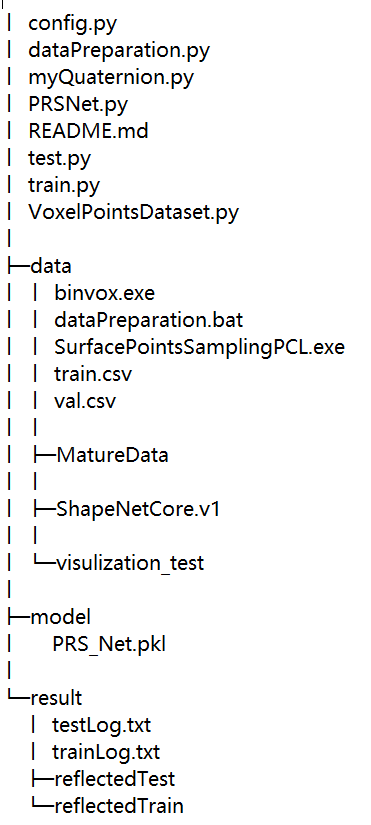 │ config.py
│ dataPreparation.py
│ myQuaternion.py
│ PRSNet.py
│ README.md
│ test.py
│ train.py
│ VoxelPointsDataset.py
│
├─data
│ │ binvox.exe
│ │ dataPreparation.bat
│ │ SurfacePointsSamplingPCL.exe
│ │ train.csv
│ │ val.csv
│ │
│ ├─MatureData
│ │
│ ├─ShapeNetCore.v1
│ │
│ └─visulization_test
│
├─model
│ PRS_Net.pkl
│
└─result
│ testLog.txt
│ trainLog.txt
├─reflectedTest
└─reflectedTrain